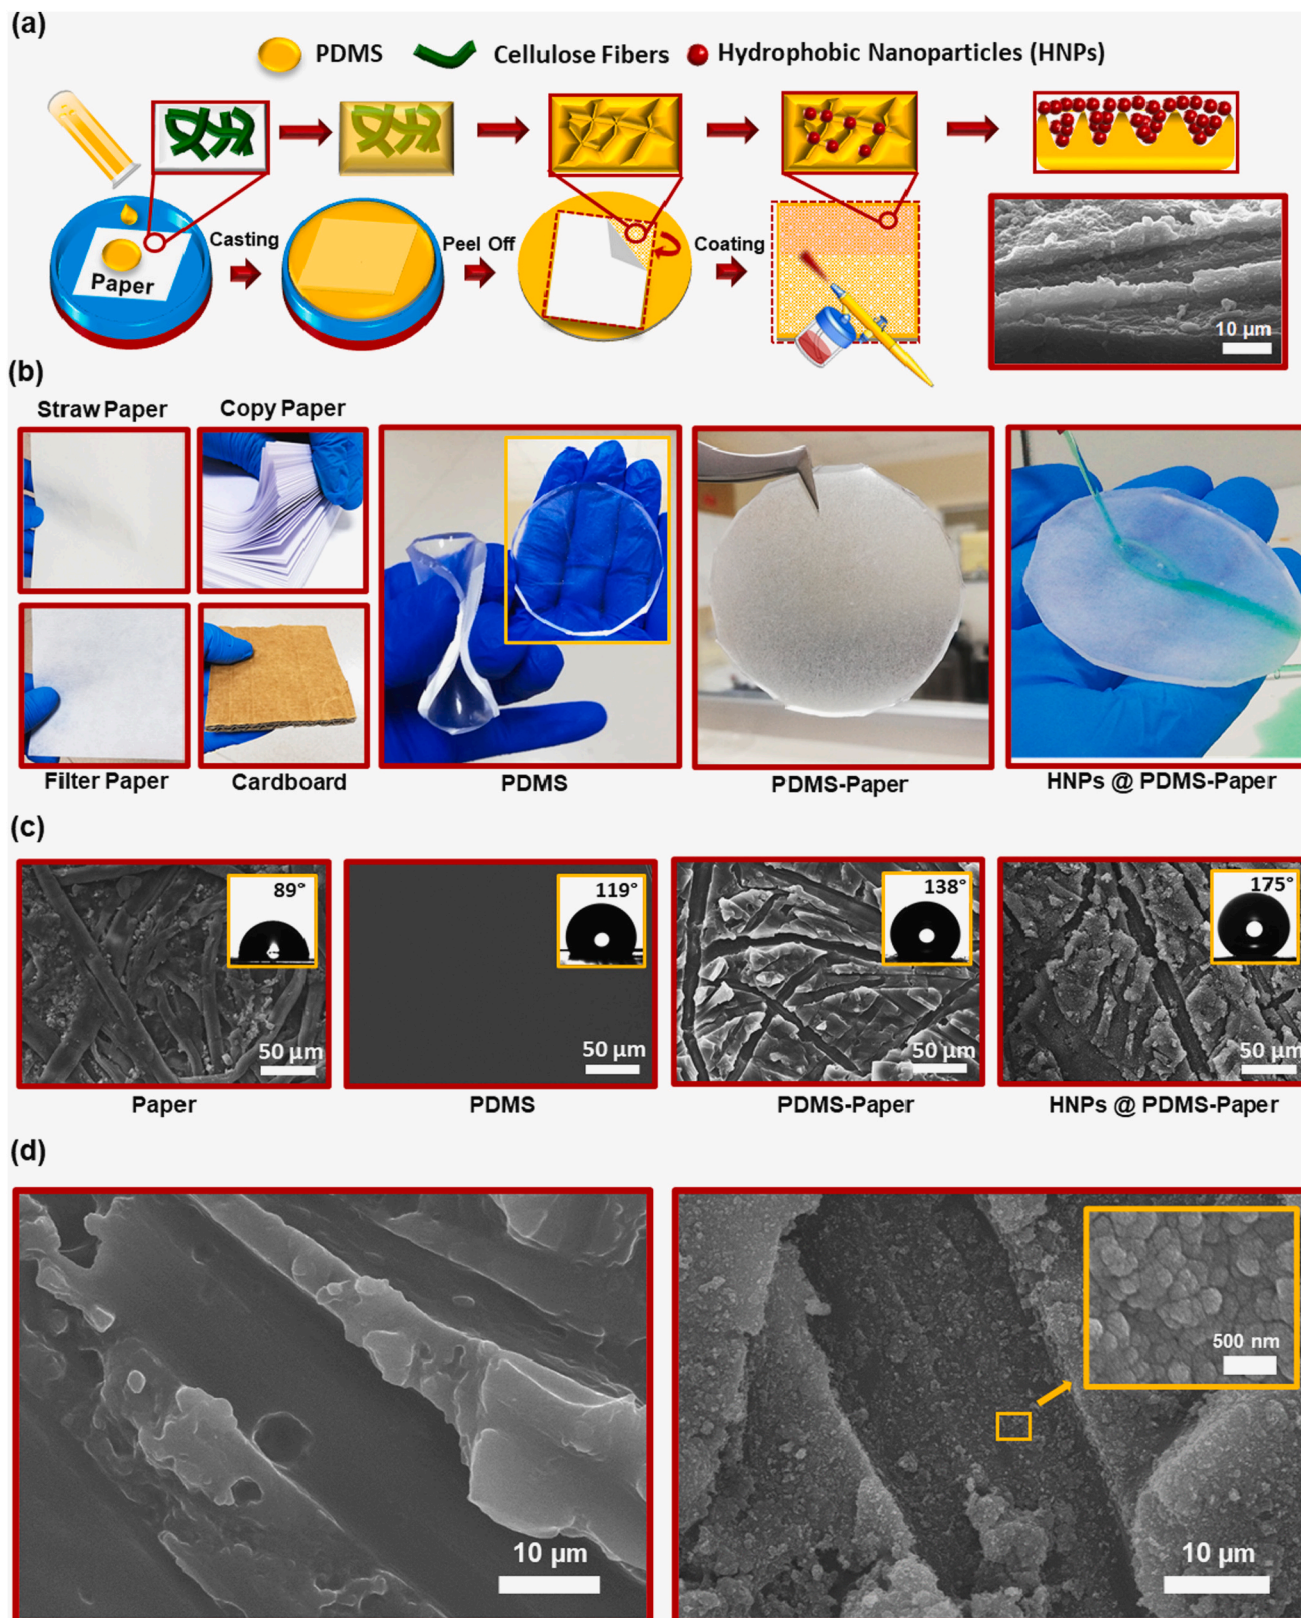 (a)
PDMS Cellulose Fibers Hydrophobic Nanoparticles (HNPs)
Paper
Casting
Peel Off
Coating
10 µm
(b)
Straw Paper Copy Paper
Filter Paper Cardboard PDMS PDMS-Paper HNPs @ PDMS-Paper
(c)
89° 119° 138° 175°
50 µm 50 µm 50 µm 50 µm
Paper PDMS PDMS-Paper HNPs @ PDMS-Paper
(d)
500 nm
10 µm 10 µm